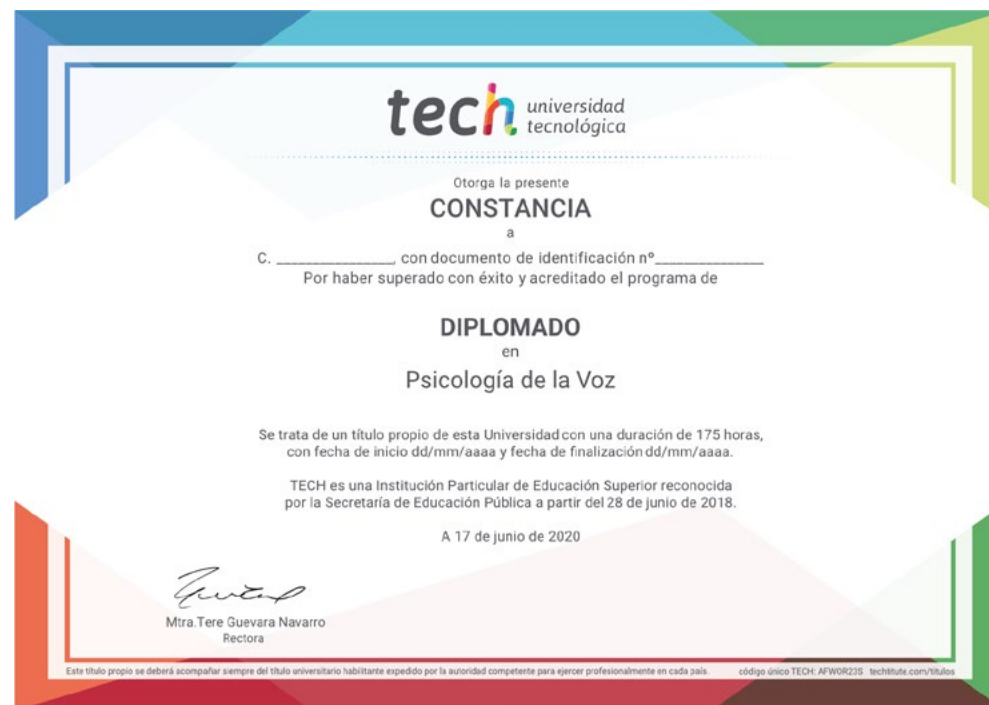 tech universidad
tecnológica
Otorga la presente
CONSTANCIA
a
C. ________________, con documento de identificación nº_______________
Por haber superado con éxito y acreditado el programa de
DIPLOMADO
en
Psicología de la Voz
Se trata de un título propio de esta Universidad con una duración de 175 horas,
con fecha de inicio dd/mm/aaaa y fecha de finalización dd/mm/aaaa.
TECH es una Institución Particular de Educación Superior reconocida
por la Secretaría de Educación Pública a partir del 28 de junio de 2018.
A 17 de junio de 2020
Mtra.Tere Guevara Navarro
Rectora
Este título propio se deberá acompañar siempre del título universitario habilitante expedido por la autoridad competente para ejercer profesionalmente en cada país. código único TECH: AFWOR23S techtitute.com/titulos